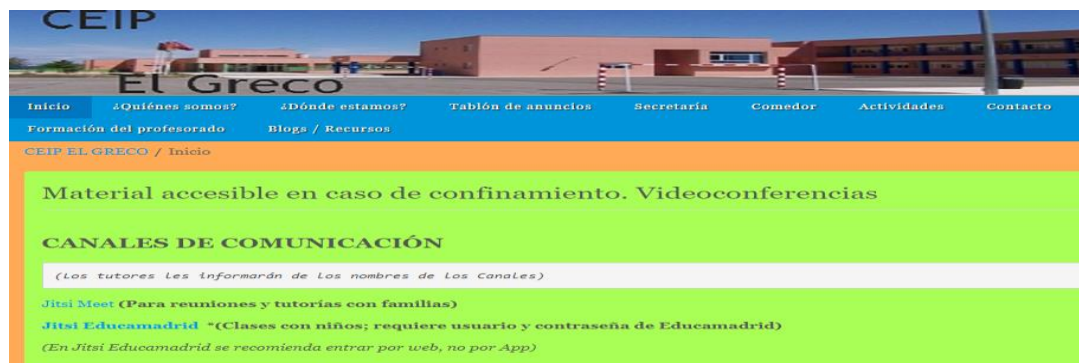 CEIP
El Greco
Inicio ¿Quiénes somos? ¿Dónde estamos? Tablón de anuncios Secretaría Comedor Actividades Contacto
Formación del profesorado Blogs / Recursos
CEIP EL GRECO / Inicio
Material accesible en caso de confinamiento. Videoconferencias
CANALES DE COMUNICACIÓN
(Los tutores les informarán de los nombres de los Canales)
Jitsi Meet (Para reuniones y tutorías con familias)
Jitsi Educamadrid *(Clases con niños; requiere usuario y contraseña de Educamadrid)
(En Jitsi Educamadrid se recomienda entrar por web, no por App)